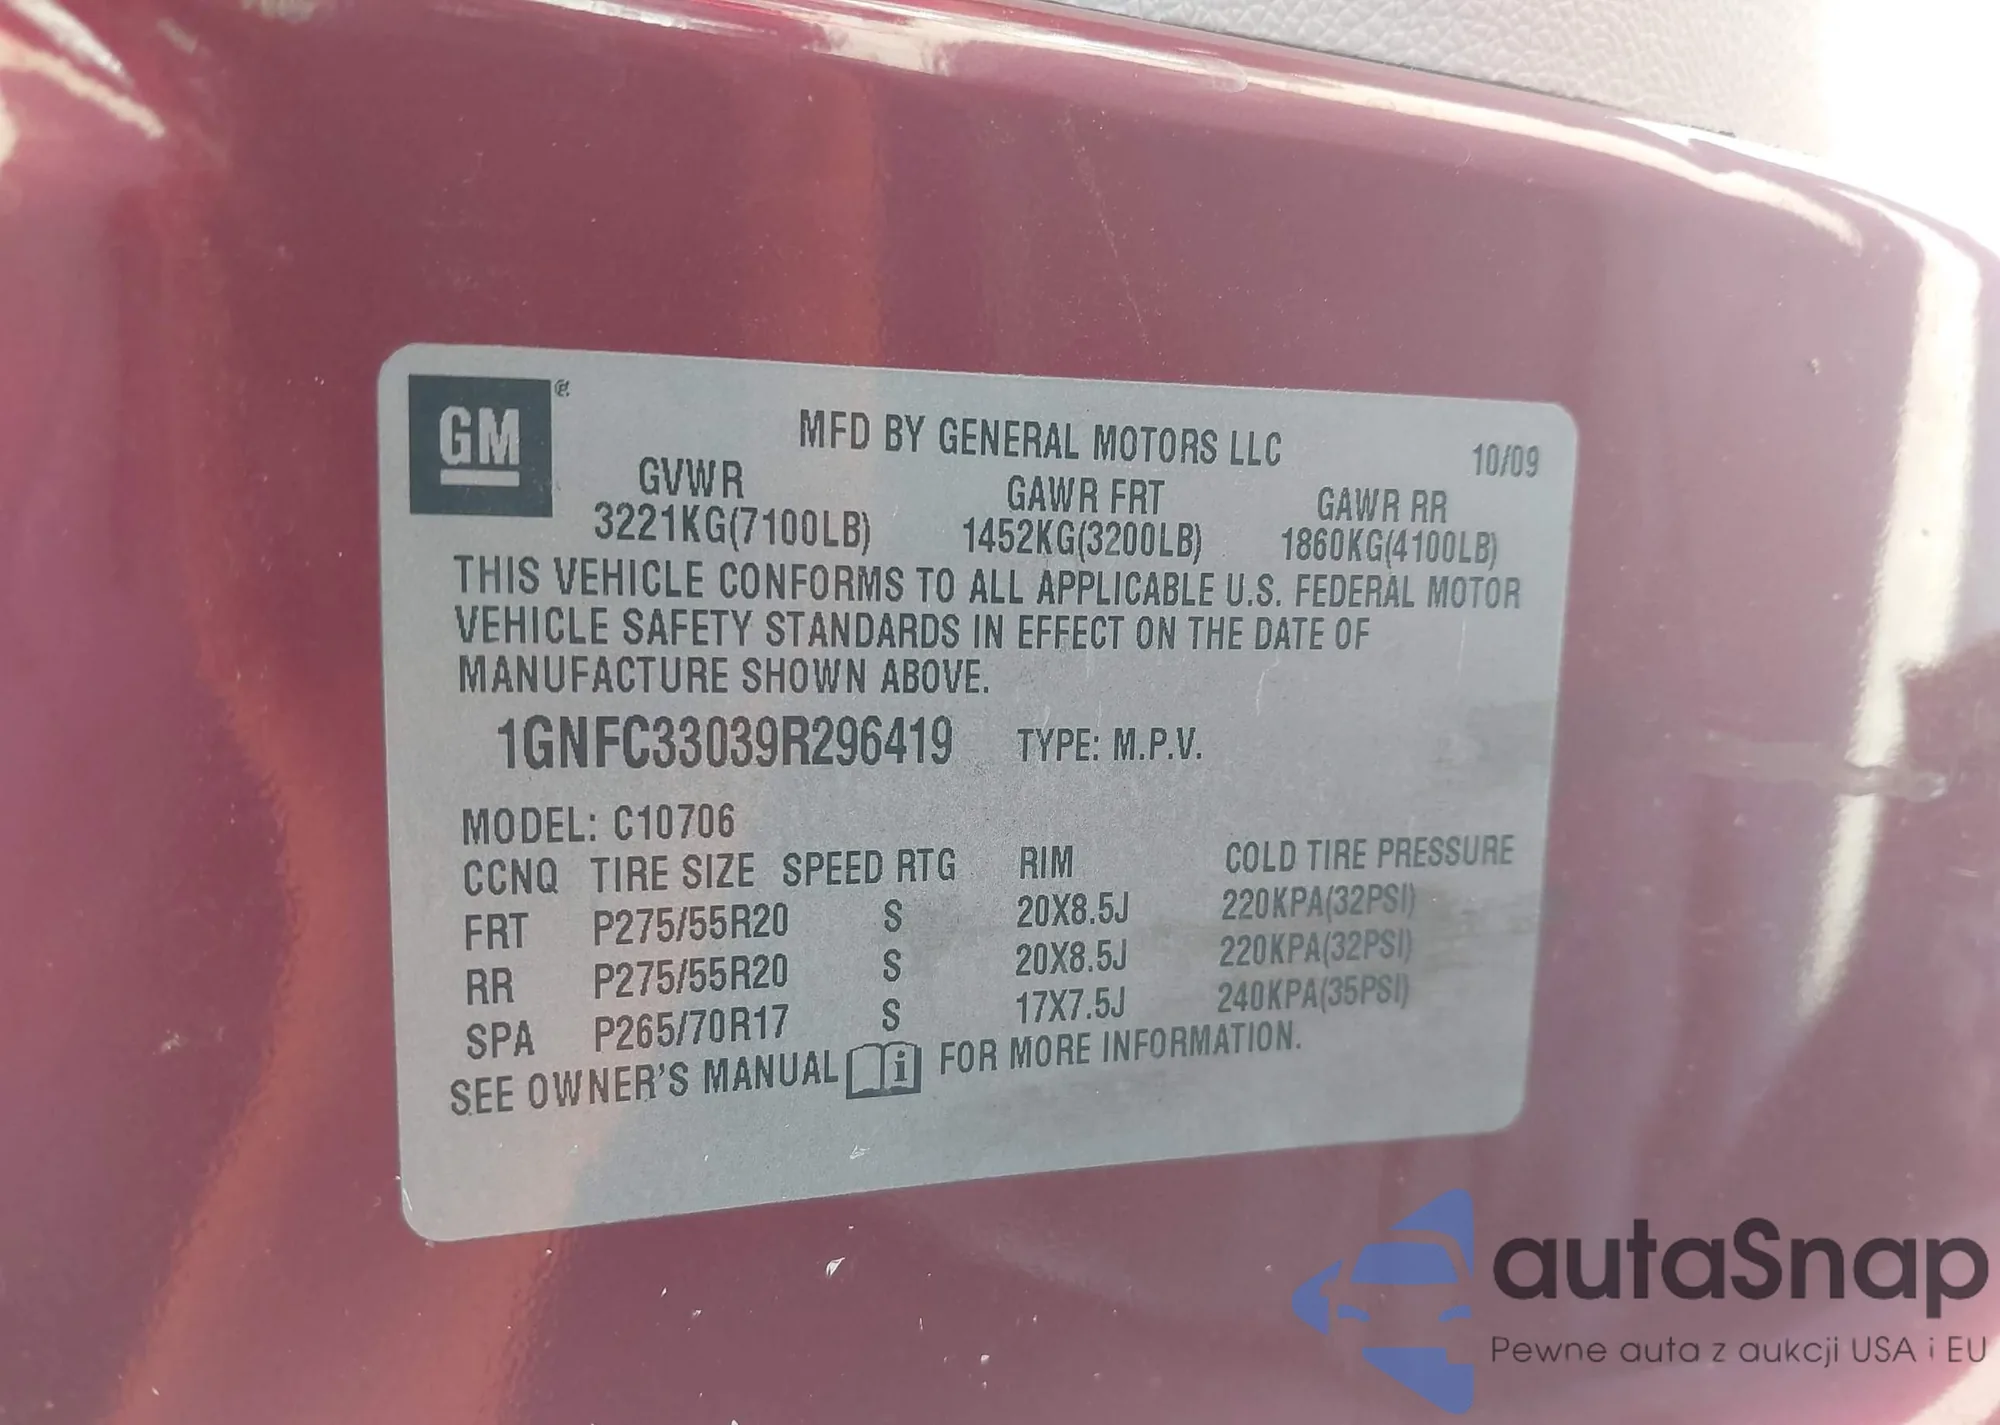 GM ®
MFD BY GENERAL MOTORS LLC 10/09
GVWR GAWR FRT GAWR RR
3221KG(7100LB) 1452KG(3200LB) 1860KG(4100LB)
THIS VEHICLE CONFORMS TO ALL APPLICABLE U.S. FEDERAL MOTOR
VEHICLE SAFETY STANDARDS IN EFFECT ON THE DATE OF
MANUFACTURE SHOWN ABOVE.
1GNFC33039R296419 TYPE: M.P.V.
MODEL: C10706
CCNQ TIRE SIZE SPEED RTG RIM COLD TIRE PRESSURE
FRT P275/55R20 S 20X8.5J 220KPA(32PSI)
RR P275/55R20 S 20X8.5J 220KPA(32PSI)
SPA P265/70R17 S 17X7.5J 240KPA(35PSI)
SEE OWNER'S MANUAL i FOR MORE INFORMATION.
autaSnap
Pewne auta z aukcji USA i EU